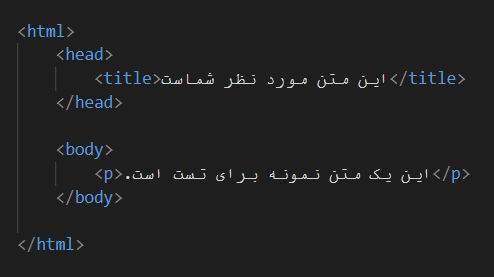 <html>
<head>
<title>این متن مورد نظر شماست</title>
</head>
<body>
<p>این یک متن نمونه برای تست است.</p>
</body>
</html>